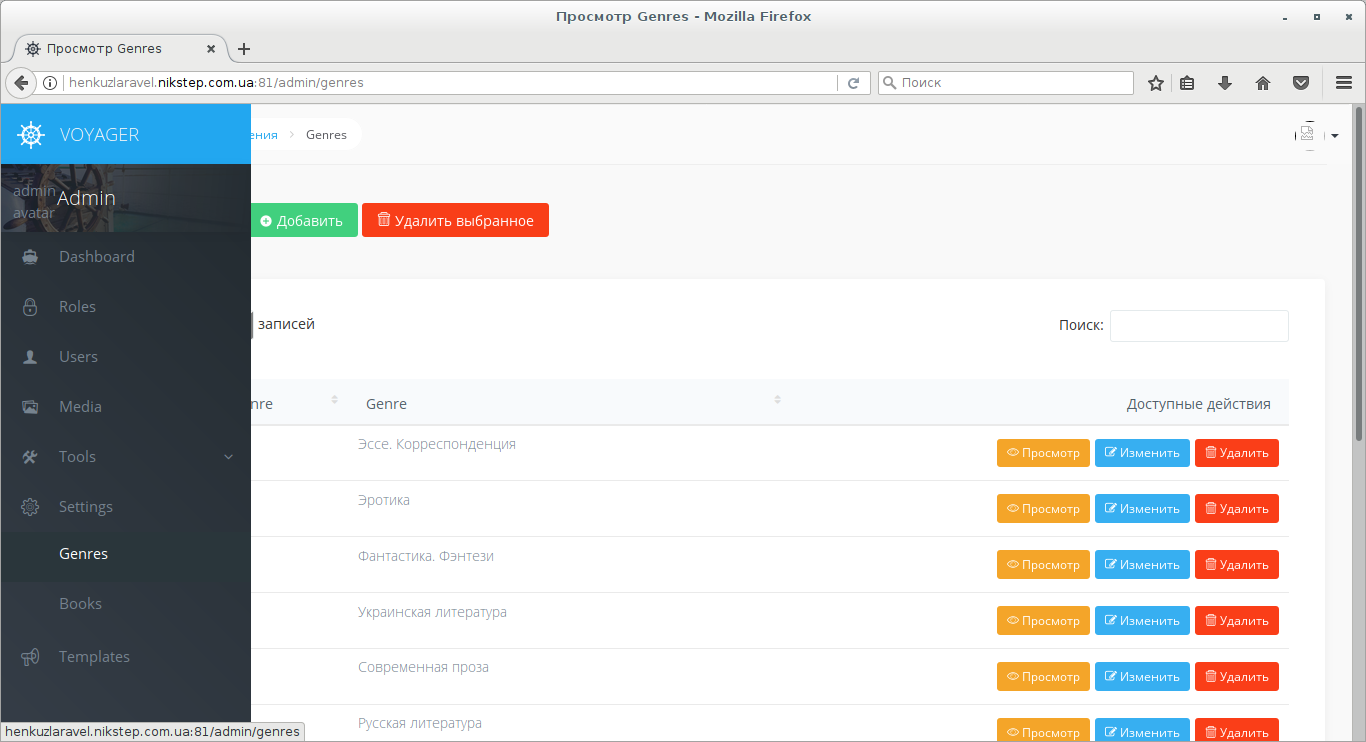 Просмотр Genres - Mozilla Firefox
Просмотр Genres
henkuzlaravel.nikstep.com.ua:81/admin/genres
Поиск
VOYAGER
ения
Genres
admin avatar
Admin
Добавить
Удалить выбранное
Dashboard
Roles
Users
Media
Tools
Settings
Genres
Books
Templates
записей
Поиск:
nre
Genre
Доступные действия
Эссе. Корреспонденция
Просмотр Изменить Удалить
Эротика
Просмотр Изменить Удалить
Фантастика. Фэнтези
Просмотр Изменить Удалить
Украинская литература
Просмотр Изменить Удалить
Современная проза
Просмотр Изменить Удалить
Русская литература
Просмотр Изменить Удалить
henkuzlaravel.nikstep.com.ua:81/admin/genres